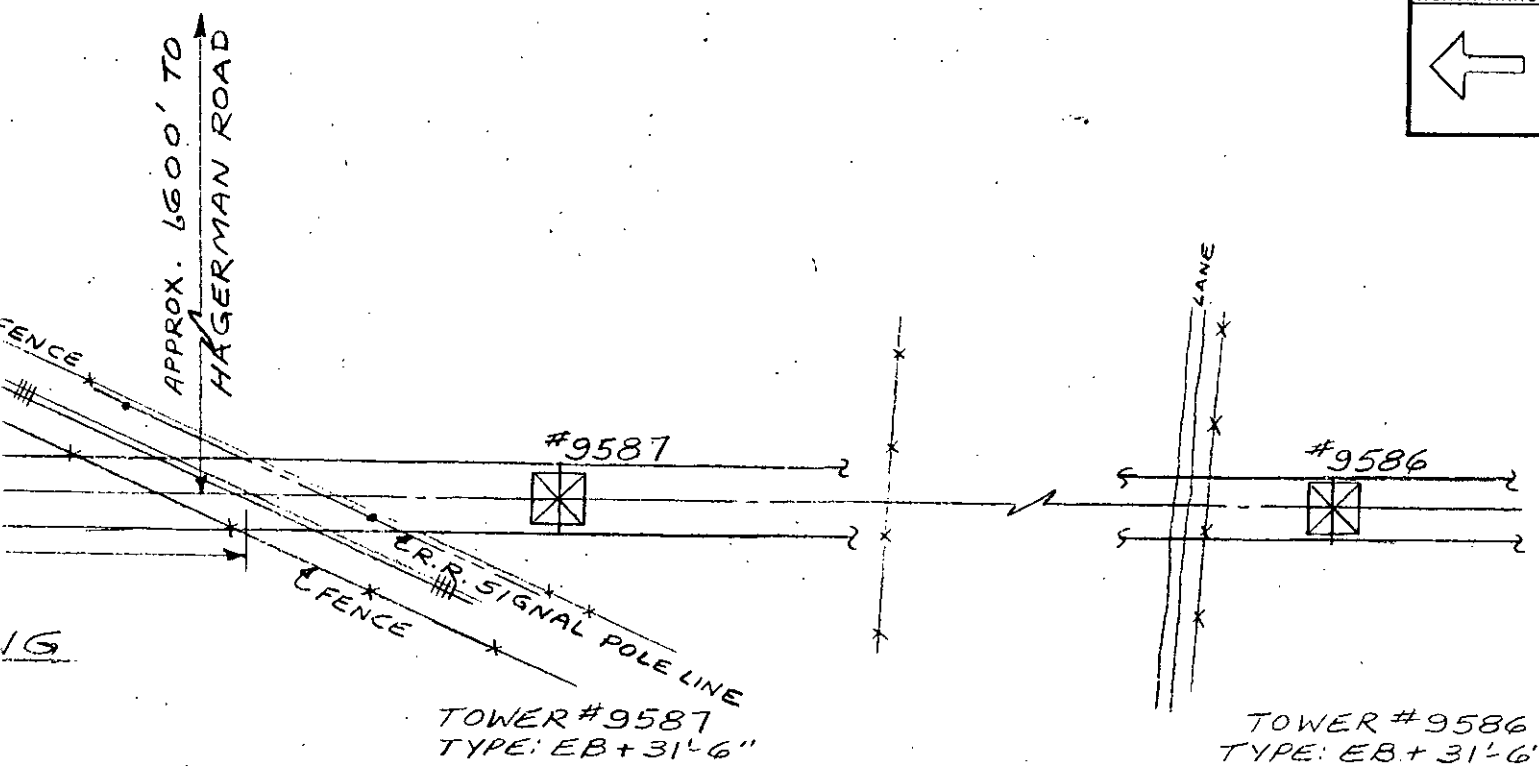 APPROX. 1600' TO
HAGERMAN ROAD
LANE
FENCE
#9587
#9586
R.R. SIGNAL POLE LINE
FENCE
TOWER #9587
TYPE: EB + 31'-6"
TOWER #9586
TYPE: EB + 31'-6'